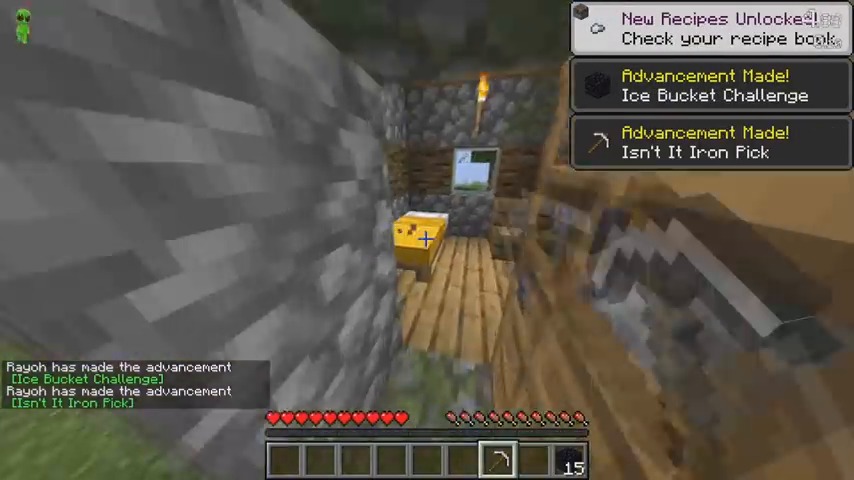 New Recipes Unlocked!
Check your recipe book
Advancement Made!
Ice Bucket Challenge
Advancement Made!
Isn't It Iron Pick
Rayoh has made the advancement
[Ice Bucket Challenge]
Rayoh has made the advancement
[Isn't It Iron Pick]
15